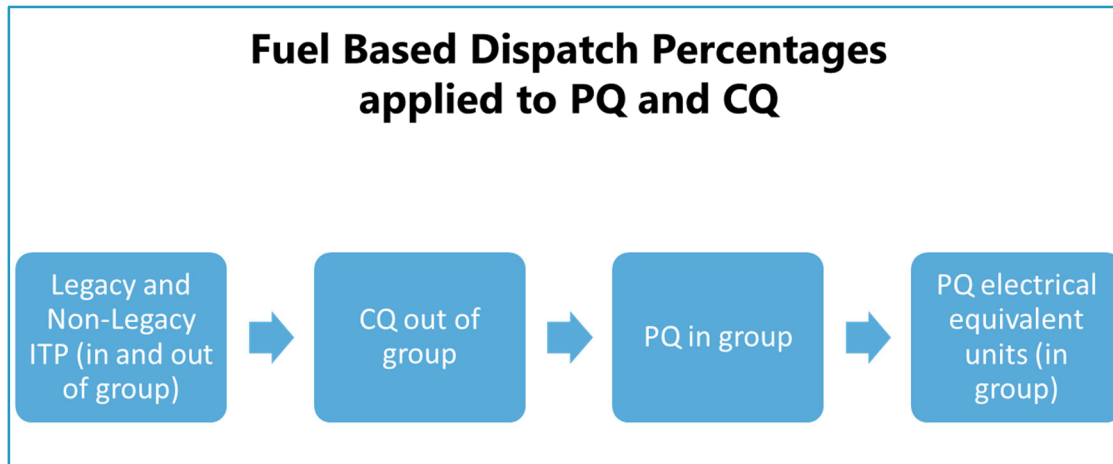 Fuel Based Dispatch Percentages
applied to PQ and CQ
Legacy and
Non-Legacy
ITP (in and out
of group)
CQ out of
group
PQ in group
PQ electrical
equivalent
units (in
group)